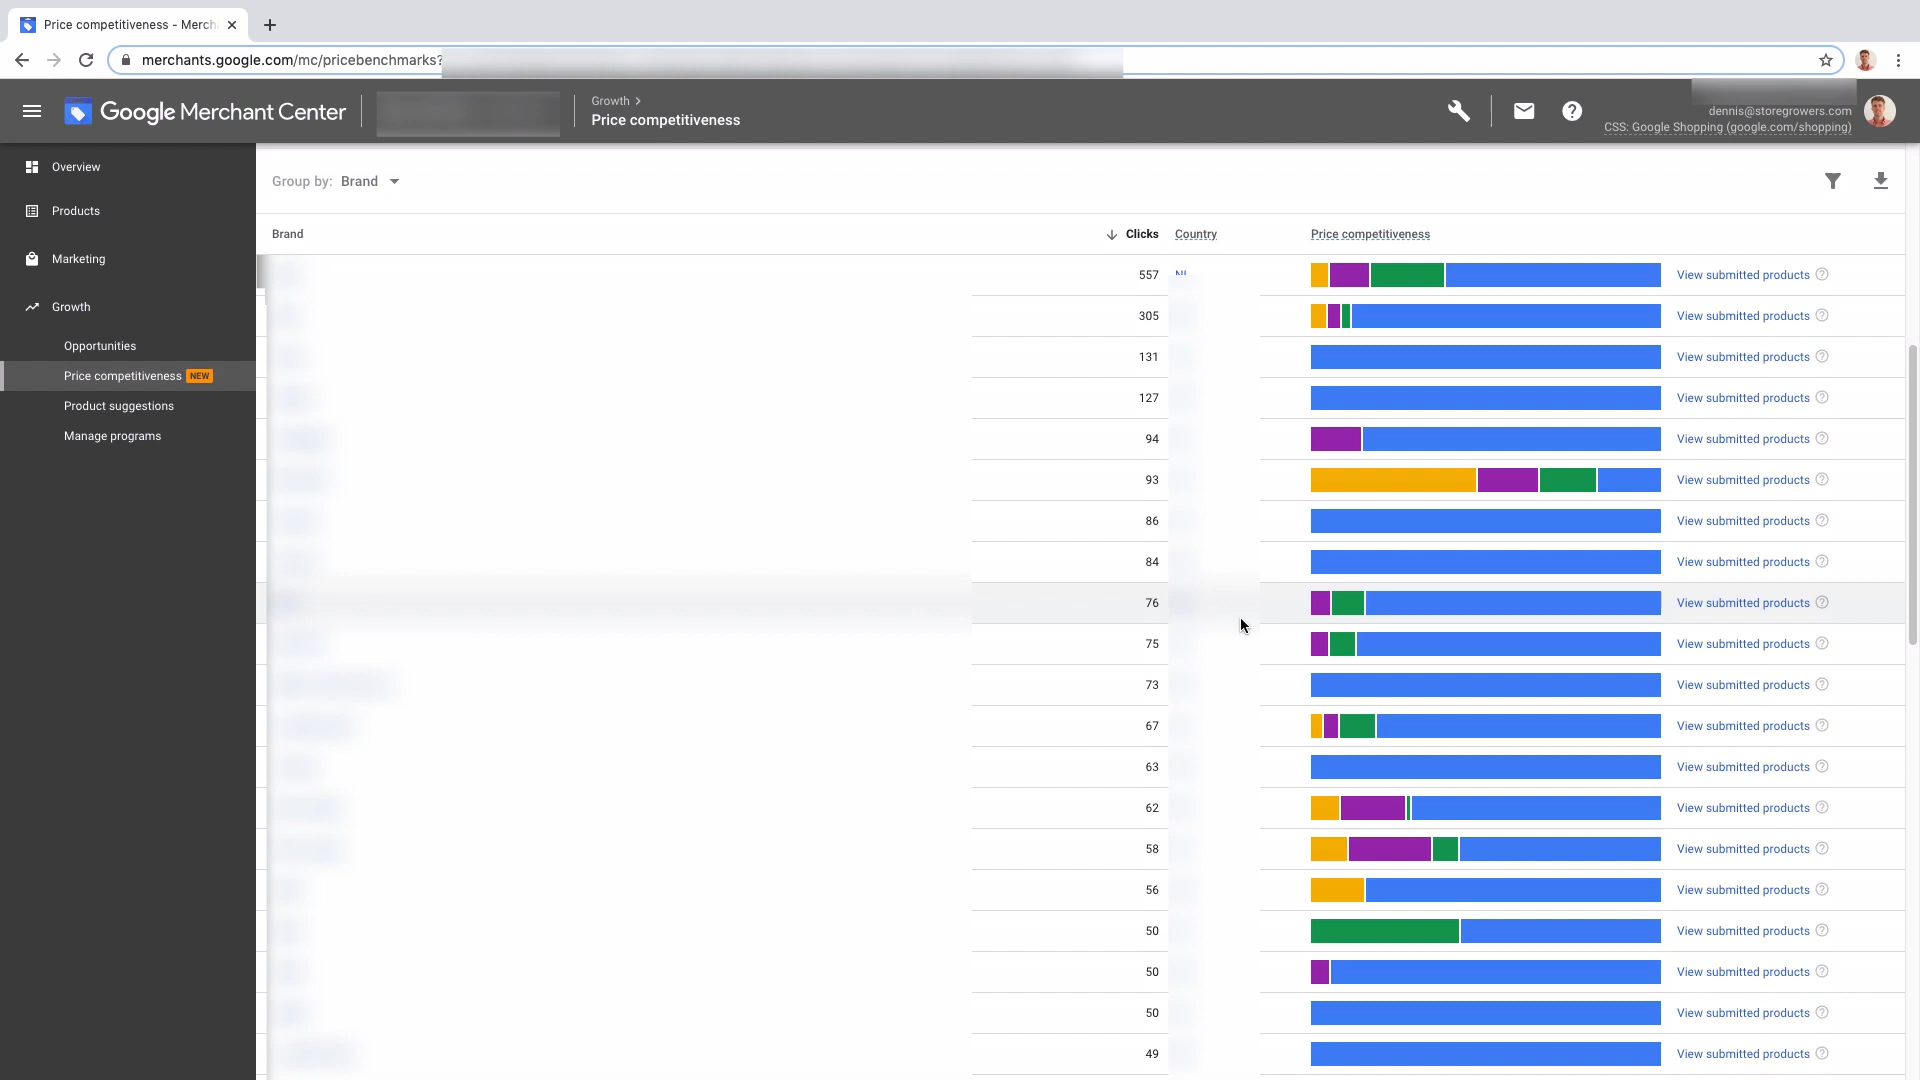 Price competitiveness - Merch
merchants.google.com/mc/pricebenchmarks?
Google Merchant Center
Growth
Price competitiveness
dennis@storegrowers.com
CSS: Google Shopping (google.com/shopping)
Overview
Products
Marketing
Growth
Opportunities
Price competitiveness NEW
Product suggestions
Manage programs
Group by: Brand
Brand Clicks Country Price competitiveness
557 View submitted products
305 View submitted products
131 View submitted products
127 View submitted products
94 View submitted products
93 View submitted products
86 View submitted products
84 View submitted products
76 View submitted products
75 View submitted products
73 View submitted products
67 View submitted products
63 View submitted products
62 View submitted products
58 View submitted products
56 View submitted products
50 View submitted products
50 View submitted products
50 View submitted products
49 View submitted products